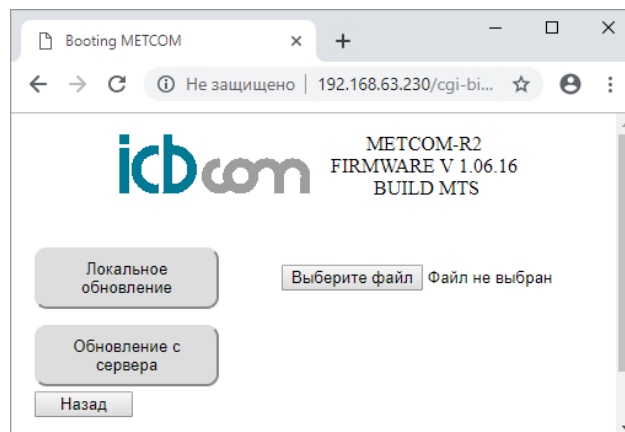 Booting METCOM
Не защищено | 192.168.63.230/cgi-bi...
icbcom
METCOM-R2
FIRMWARE V 1.06.16
BUILD MTS
Локальное
обновление
Выберите файл Файл не выбран
Обновление с
сервера
Назад